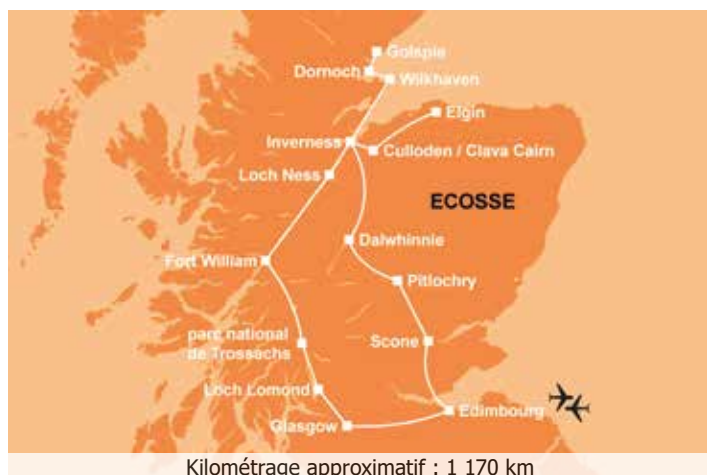 Golspie
Dornoch
Wilkhaven
Elgin
Inverness
Culloden / Clava Cairn
Loch Ness
ECOSSE
Dalwhinnie
Fort William
Pitlochry
parc national
de Trossachs
Scone
Loch Lomond
Edimbourg
Glasgow
Kilométrage approximatif : 1 170 km